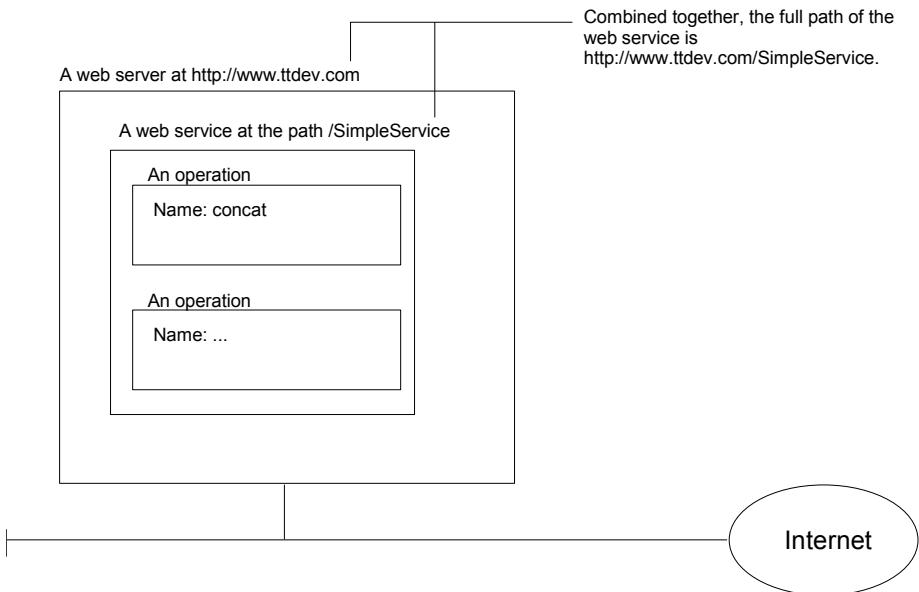 Combined together, the full path of the
web service is
http://www.ttdev.com/SimpleService.
A web server at http://www.ttdev.com
A web service at the path /SimpleService
An operation
Name: concat
An operation
Name: ...
Internet